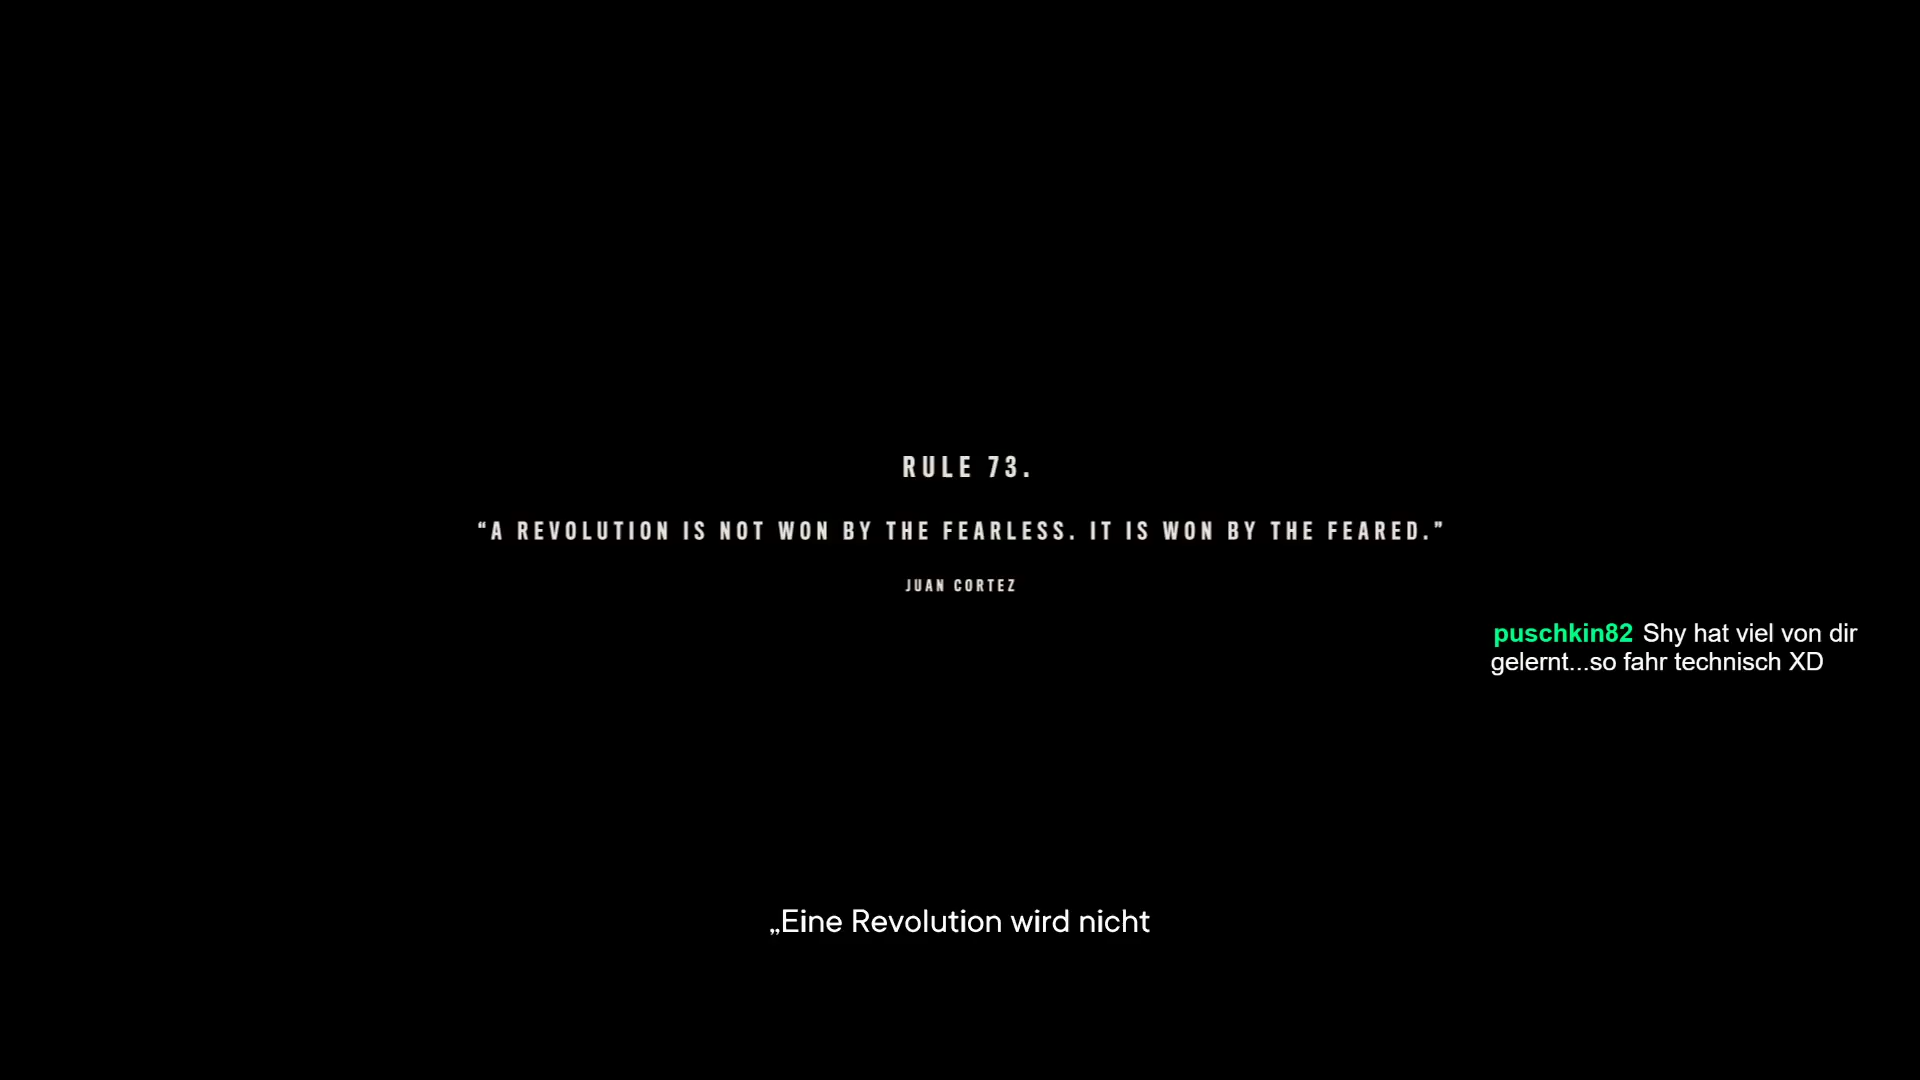 RULE 73.
“A REVOLUTION IS NOT WON BY THE FEARLESS. IT IS WON BY THE FEARED.”
JUAN CORTEZ
puschkin82 Shy hat viel von dir
gelernt...so fahr technisch XD
„Eine Revolution wird nicht